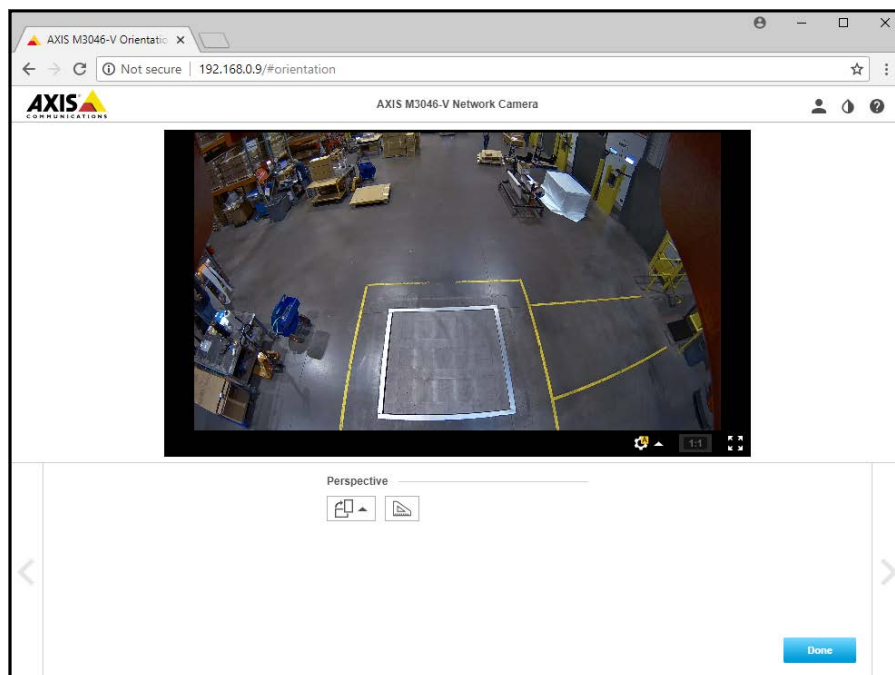 AXIS M3046-V Orientatic
Not secure | 192.168.0.9/#orientation
AXIS
COMMUNICATIONS
AXIS M3046-V Network Camera
1:1
Perspective
Done